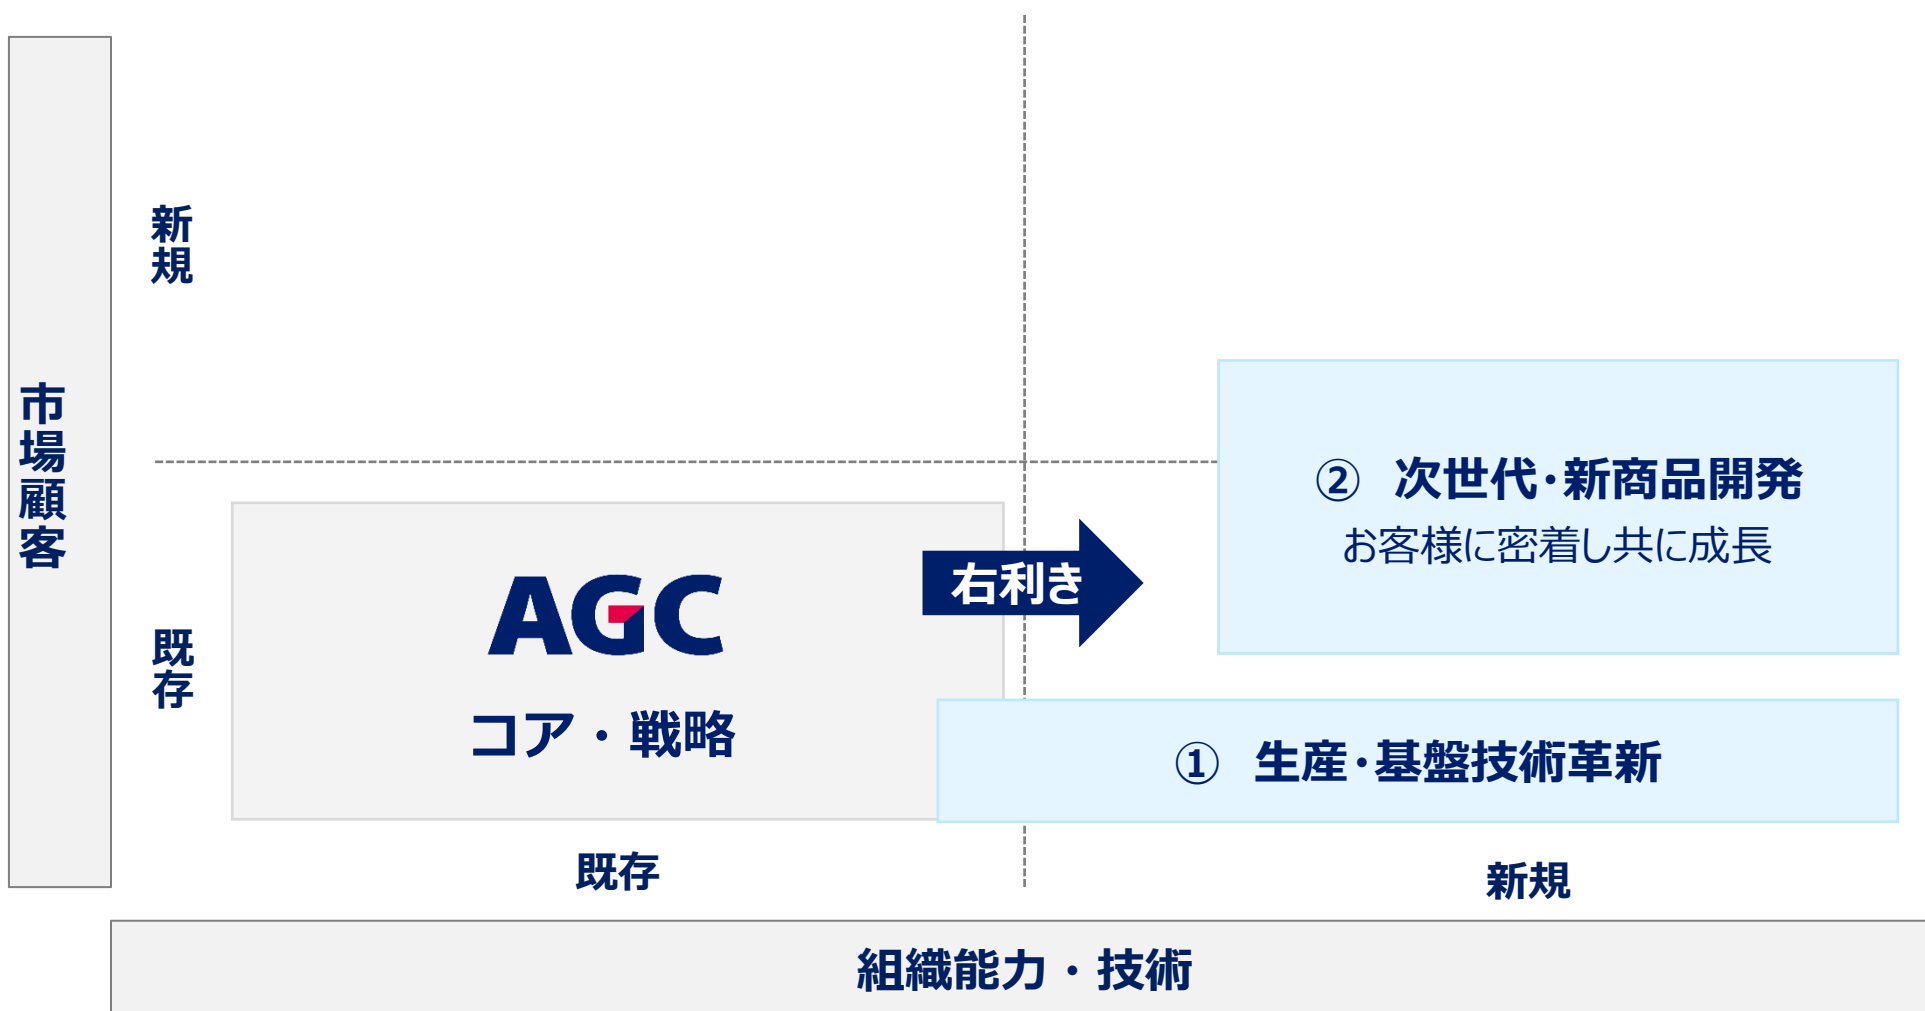 市場顧客
新規
既存
AGC
コア・戦略
右利き
② 次世代・新商品開発
お客様に密着し共に成長
① 生産・基盤技術革新
既存
新規
組織能力・技術